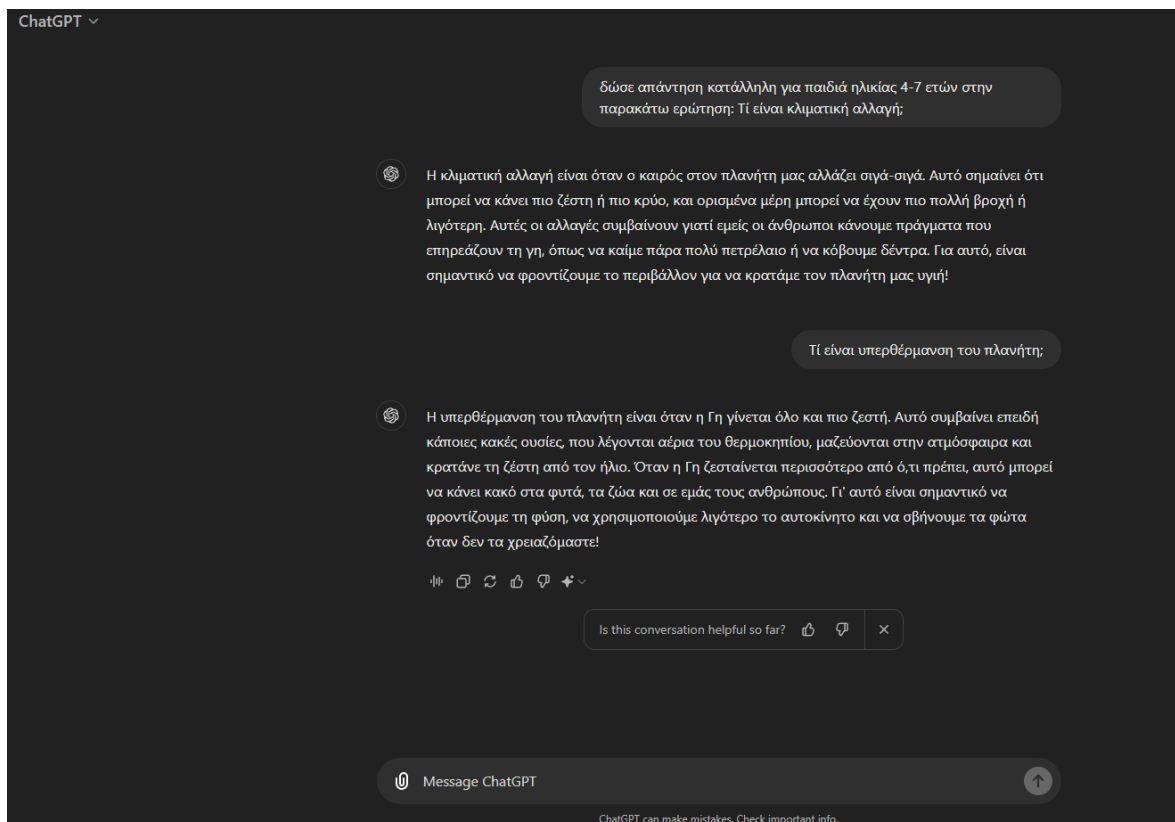 ChatGPT
δώσε απάντηση κατάλληλη για παιδιά ηλικίας 4-7 ετών στην
παρακάτω ερώτηση: Τί είναι κλιματική αλλαγή;
Η κλιματική αλλαγή είναι όταν ο καιρός στον πλανήτη μας αλλάζει σιγά-σιγά. Αυτό σημαίνει ότι
μπορεί να κάνει πιο ζέστη ή πιο κρύο, και ορισμένα μέρη μπορεί να έχουν πιο πολλή βροχή ή
λιγότερη. Αυτές οι αλλαγές συμβαίνουν γιατί εμείς οι άνθρωποι κάνουμε πράγματα που
επηρεάζουν τη γη, όπως να καίμε πάρα πολύ πετρέλαιο ή να κόβουμε δέντρα. Για αυτό, είναι
σημαντικό να φροντίζουμε το περιβάλλον για να κρατάμε τον πλανήτη μας υγιή!
Τί είναι υπερθέρμανση του πλανήτη;
Η υπερθέρμανση του πλανήτη είναι όταν η Γη γίνεται όλο και πιο ζεστή. Αυτό συμβαίνει επειδή
κάποιες κακές ουσίες, που λέγονται αέρια του θερμοκηπίου, μαζεύονται στην ατμόσφαιρα και
κρατάνε τη ζέστη από τον ήλιο. Όταν η Γη ζεσταίνεται περισσότερο από ό,τι πρέπει, αυτό μπορεί
να κάνει κακό στα φυτά, τα ζώα και σε εμάς τους ανθρώπους. Γι' αυτό είναι σημαντικό να
φροντίζουμε τη φύση, να χρησιμοποιούμε λιγότερο το αυτοκίνητο και να σβήνουμε τα φώτα
όταν δεν τα χρειαζόμαστε!
Is this conversation helpful so far?
Message ChatGPT
ChatGPT can make mistakes. Check important info.